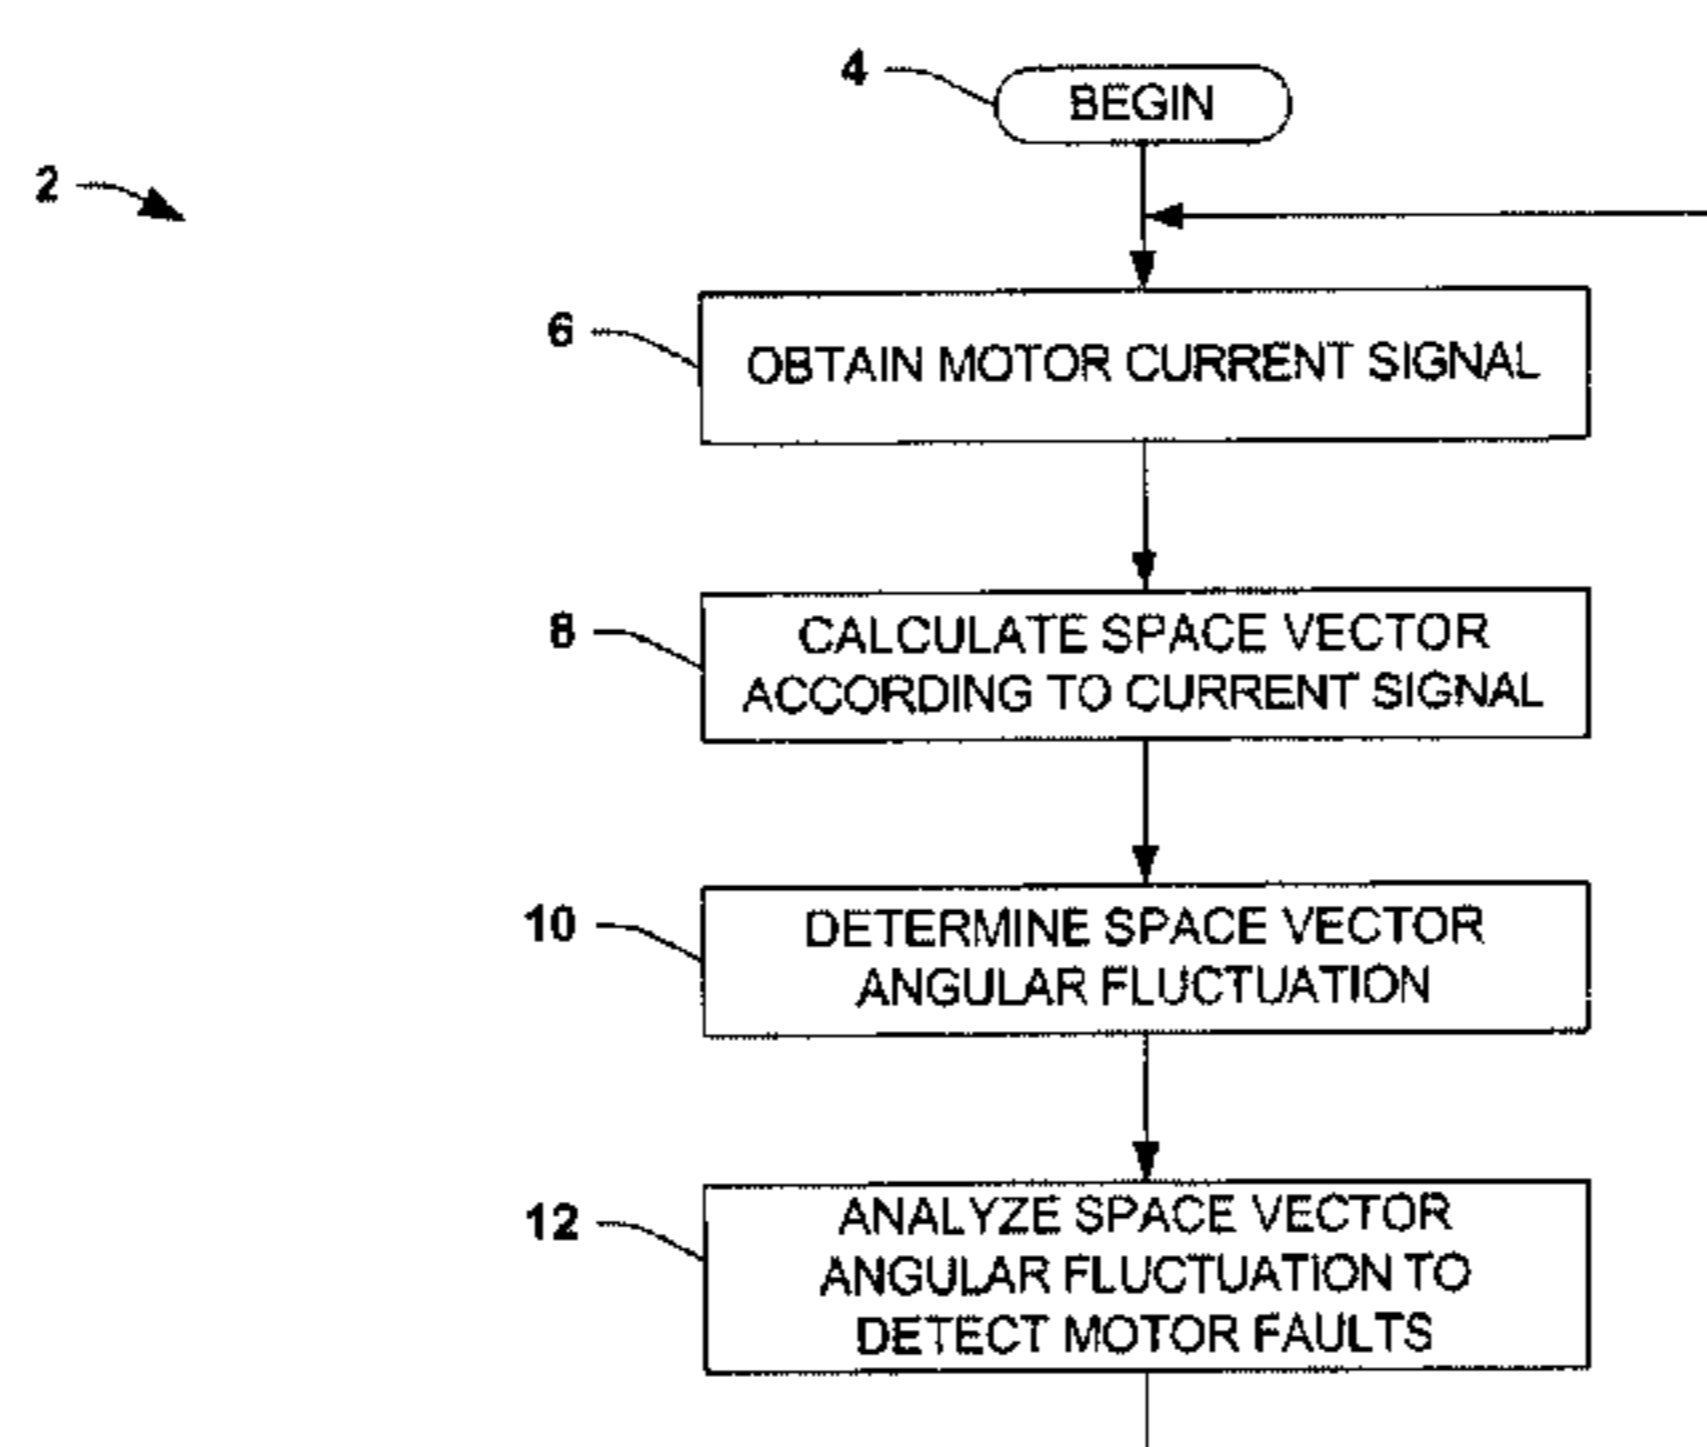 4
BEGIN
2
6
OBTAIN MOTOR CURRENT SIGNAL
8
CALCULATE SPACE VECTOR
ACCORDING TO CURRENT SIGNAL
10
DETERMINE SPACE VECTOR
ANGULAR FLUCTUATION
12
ANALYZE SPACE VECTOR
ANGULAR FLUCTUATION TO
DETECT MOTOR FAULTS